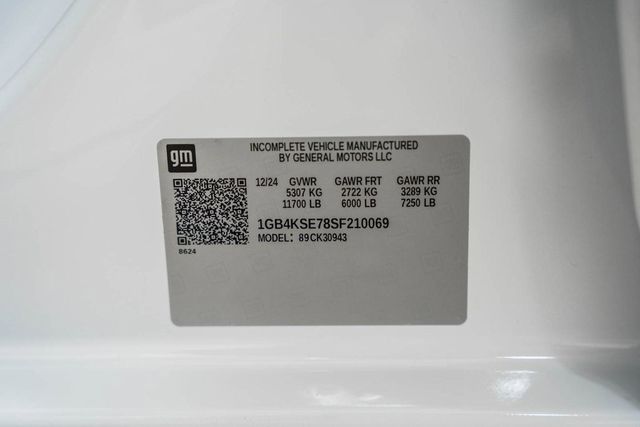 gm
INCOMPLETE VEHICLE MANUFACTURED
BY GENERAL MOTORS LLC
12/24 GVWR GAWR FRT GAWR RR
5307 KG 2722 KG 3289 KG
11700 LB 6000 LB 7250 LB
1GB4KSE78SF210069
MODEL: 89CK30943
8624